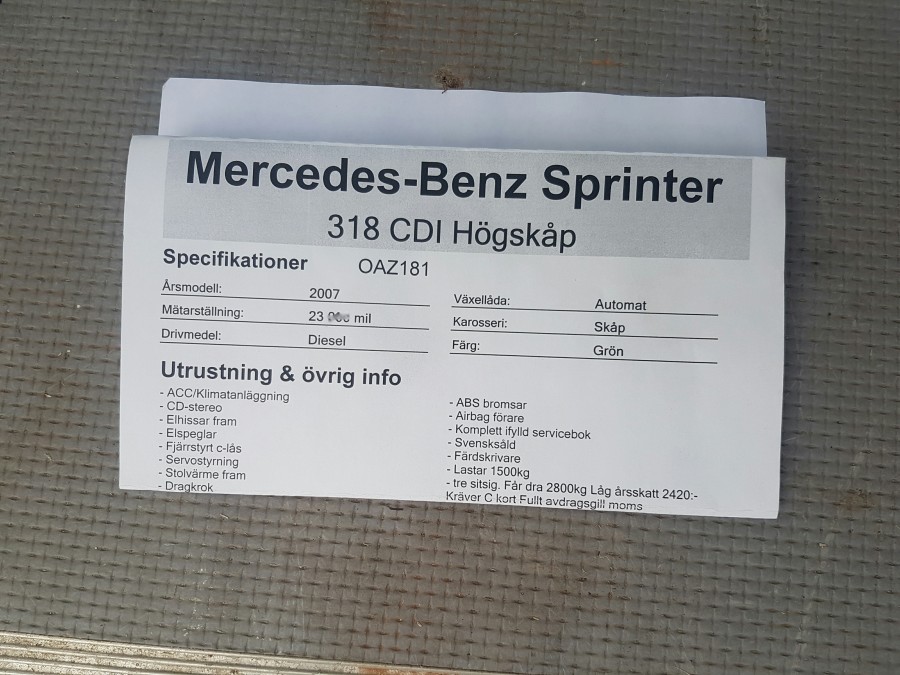 Mercedes-Benz Sprinter
318 CDI Högskåp
Specifikationer OAZ181
Årsmodell: 2007
Mätarställning: 23 mil
Drivmedel: Diesel
Växellåda: Automat
Karosseri: Skåp
Färg: Grön
Utrustning & övrig info
- ACC/Klimatanläggning
- CD-stereo
- Elhissar fram
- Elspeglar
- Fjärrstyrt c-lås
- Servostyrning
- Stolvärme fram
- Dragkrok
- ABS bromsar
- Airbag förare
- Komplett ifylld servicebok
- Svensksåld
- Färdskrivare
- Lastar 1500kg
- tre sitsig. Får dra 2800kg Låg årsskatt 2420:-
Kräver C kort Fullt avdragsgill moms